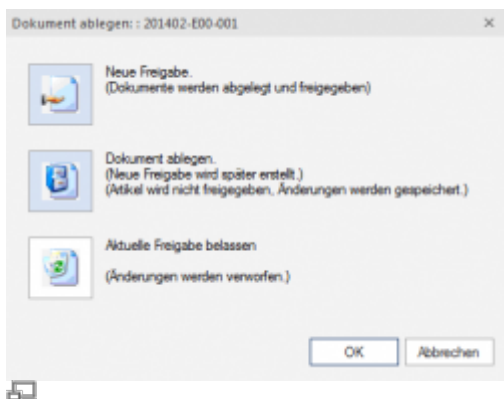 Dokument ablegen: : 201402-E00-001
Neue Freigabe.
(Dokumente werden abgelegt und freigegeben)
Dokument ablegen.
(Neue Freigabe wird später erstellt.)
(Artikel wird nicht freigegeben, Änderungen werden gespeichert.)
Aktuelle Freigabe belassen
(Änderungen werden verworfen.)
OK
Abbrechen